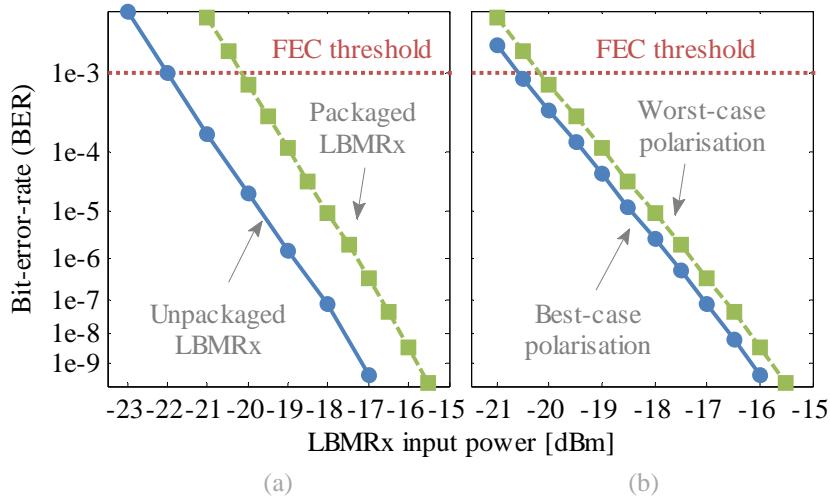 Bit-error-rate (BER)
1e-3
1e-4
1e-5
1e-6
1e-7
1e-8
1e-9
FEC threshold
Packaged
LBMRx
Unpackaged
LBMRx
-23 -22 -21 -20 -19 -18 -17 -16 -15
FEC threshold
Worst-case
polarisation
Best-case
polarisation
-21 -20 -19 -18 -17 -16 -15
LBMRx input power [dBm]
(a)
(b)